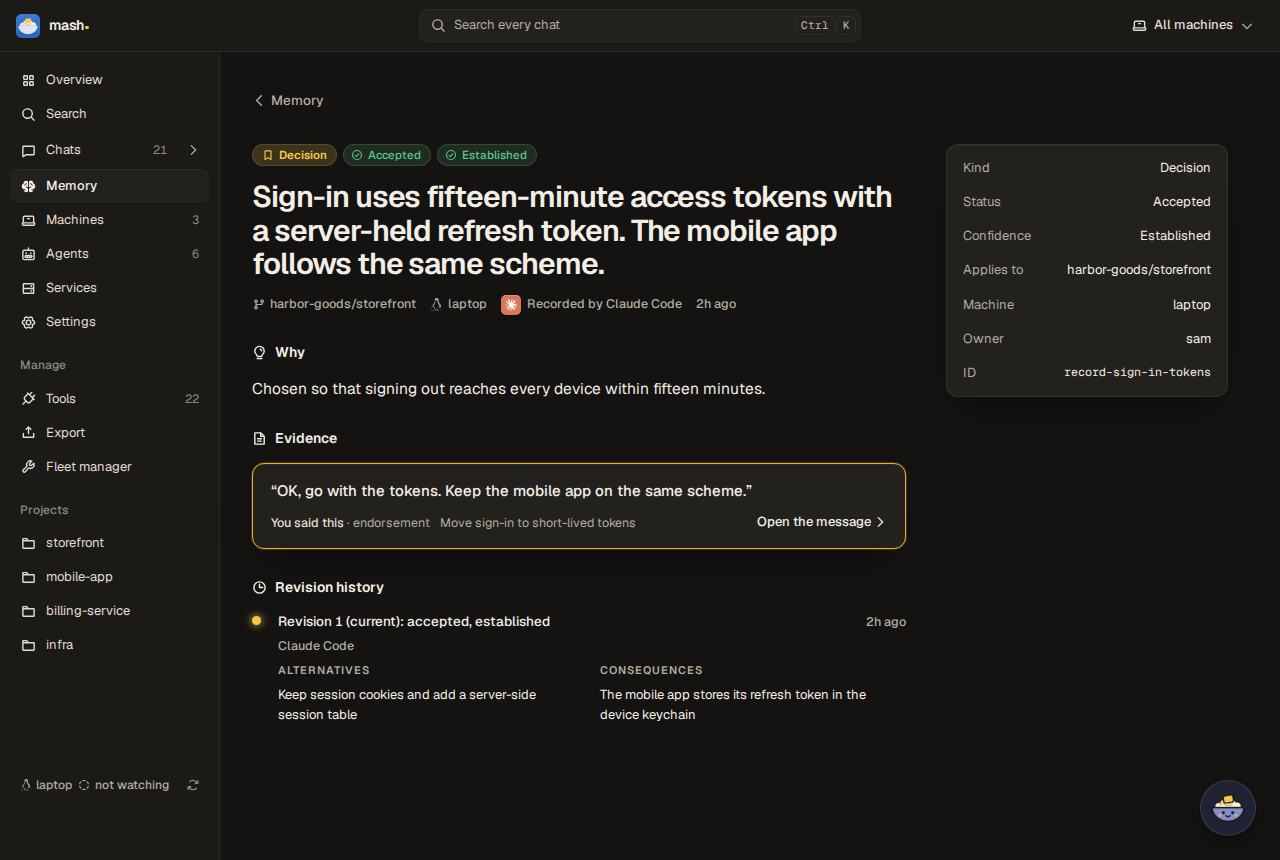 mash.
Search every chat
Ctrl K
All machines
Overview
Search
Chats 21
Memory
Machines 3
Agents 6
Services
Settings
Manage
Tools 22
Export
Fleet manager
Projects
storefront
mobile-app
billing-service
infra
laptop not watching
Memory
Decision Accepted Established
Sign-in uses fifteen-minute access tokens with
a server-held refresh token. The mobile app
follows the same scheme.
harbor-goods/storefront laptop Recorded by Claude Code 2h ago
Why
Chosen so that signing out reaches every device within fifteen minutes.
Evidence
“OK, go with the tokens. Keep the mobile app on the same scheme.”
You said this · endorsement Move sign-in to short-lived tokens Open the message
Revision history
Revision 1 (current): accepted, established 2h ago
Claude Code
ALTERNATIVES
Keep session cookies and add a server-side
session table
CONSEQUENCES
The mobile app stores its refresh token in the
device keychain
Kind Decision
Status Accepted
Confidence Established
Applies to harbor-goods/storefront
Machine laptop
Owner sam
ID record-sign-in-tokens